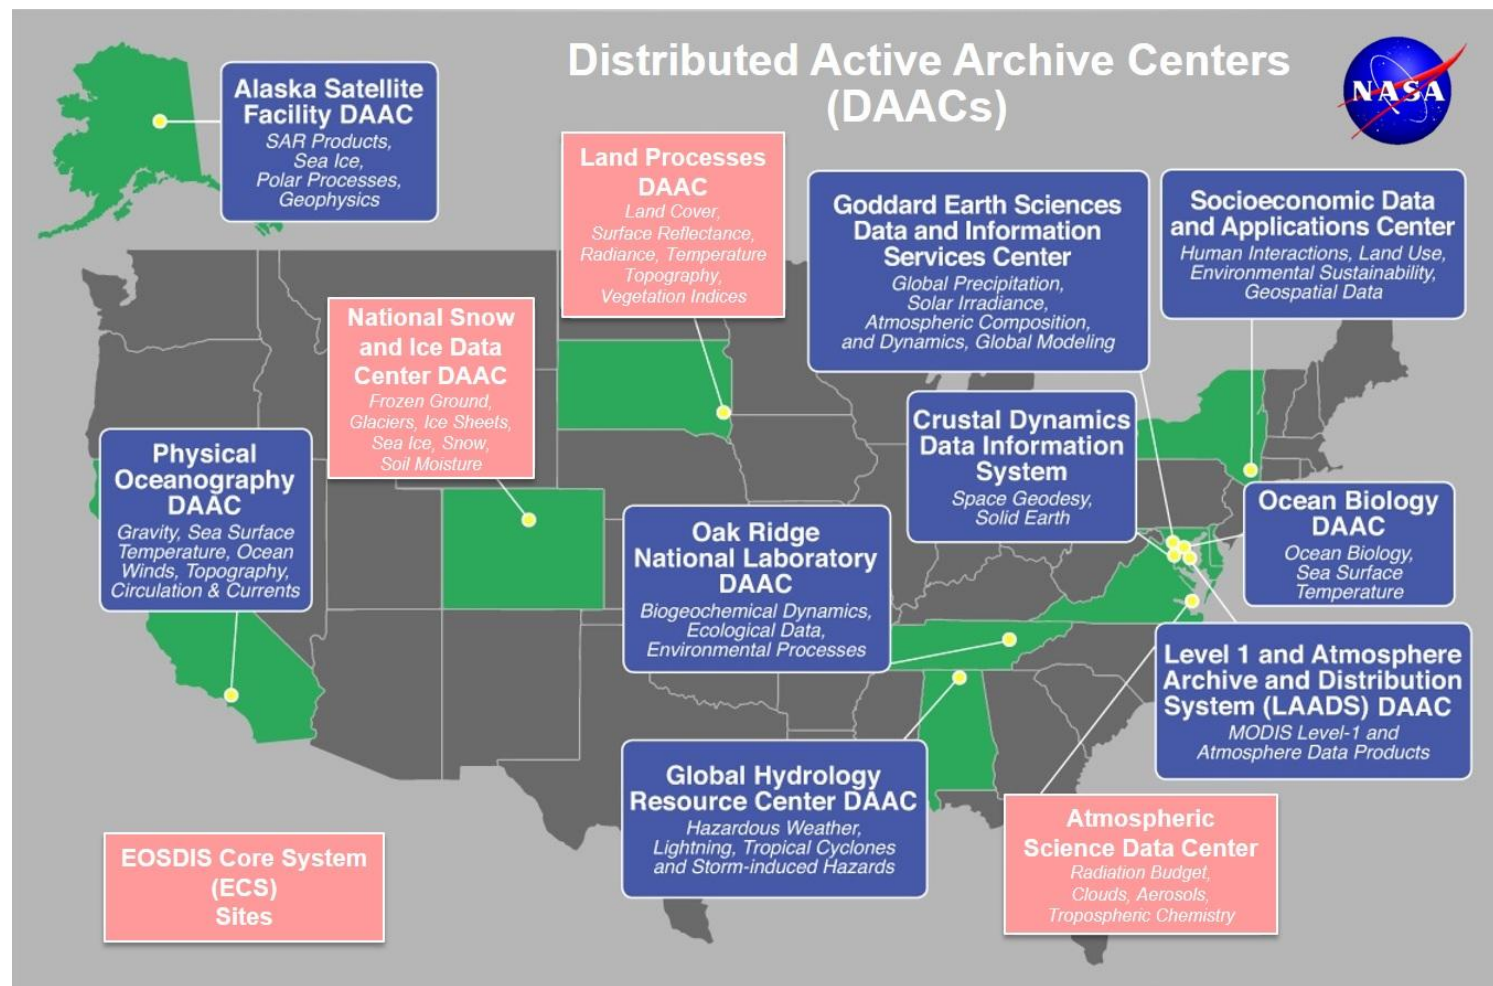 Distributed Active Archive Centers
(DAACs)
NASA
Alaska Satellite
Facility DAAC
SAR Products,
Sea Ice,
Polar Processes,
Geophysics
Land Processes
DAAC
Land Cover,
Surface Reflectance,
Radiance, Temperature
Topography,
Vegetation Indices
Goddard Earth Sciences
Data and Information
Services Center
Global Precipitation,
Solar Irradiance,
Atmospheric Composition,
and Dynamics, Global Modeling
Socioeconomic Data
and Applications Center
Human Interactions, Land Use,
Environmental Sustainability,
Geospatial Data
National Snow
and Ice Data
Center DAAC
Frozen Ground,
Glaciers, Ice Sheets,
Sea Ice, Snow,
Soil Moisture
Crustal Dynamics
Data Information
System
Space Geodesy,
Solid Earth
Physical
Oceanography
DAAC
Gravity, Sea Surface
Temperature, Ocean
Winds, Topography,
Circulation & Currents
Oak Ridge
National Laboratory
DAAC
Biogeochemical Dynamics,
Ecological Data,
Environmental Processes
Ocean Biology
DAAC
Ocean Biology,
Sea Surface
Temperature
Level 1 and Atmosphere
Archive and Distribution
System (LAADS) DAAC
MODIS Level-1 and
Atmosphere Data Products
Global Hydrology
Resource Center DAAC
Hazardous Weather,
Lightning, Tropical Cyclones
and Storm-induced Hazards
Atmospheric
Science Data Center
Radiation Budget,
Clouds, Aerosols,
Tropospheric Chemistry
EOSDIS Core System
(ECS)
Sites